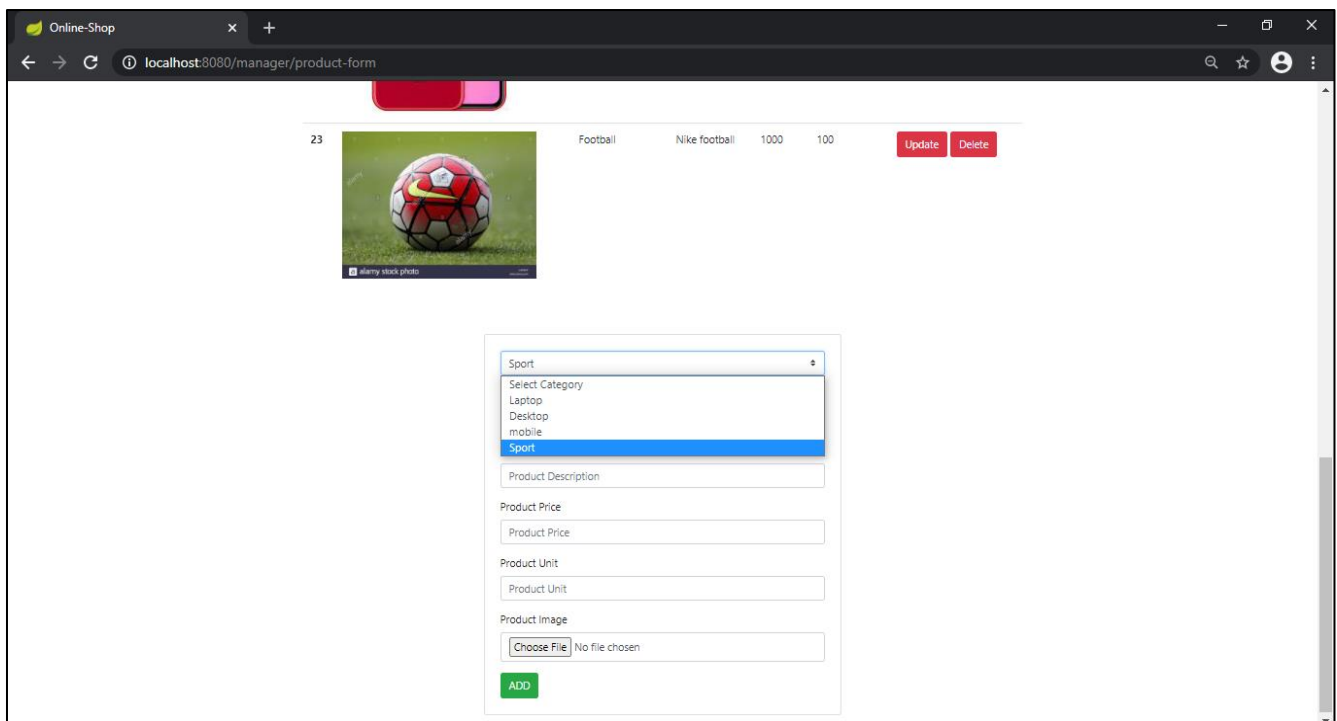 Online-Shop
localhost:8080/manager/product-form
23 Football Nike football 1000 100 Update Delete
alamy stock photo
Sport
Select Category
Laptop
Desktop
mobile
Sport
Product Description
Product Price
Product Price
Product Unit
Product Unit
Product Image
Choose File No file chosen
ADD